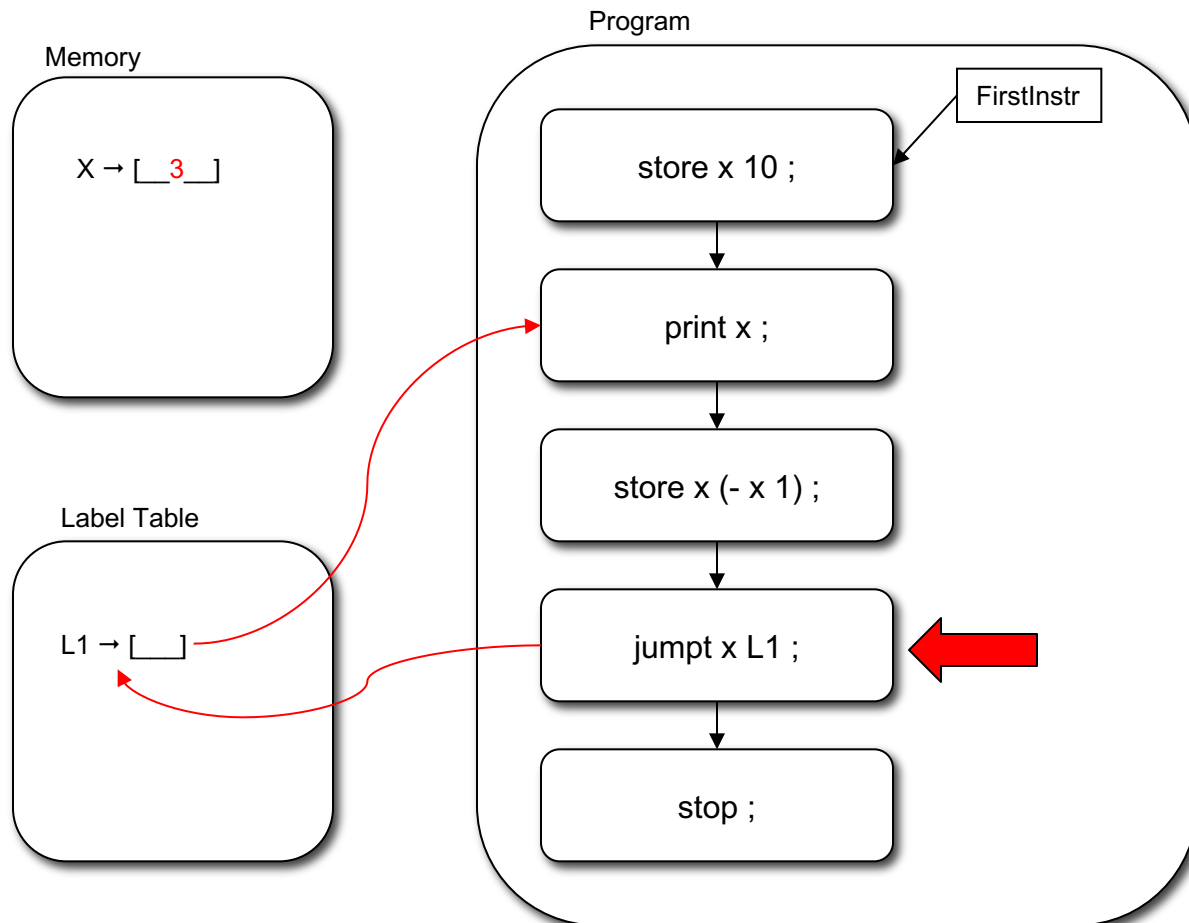 Program
Memory
FirstInstr
X → [__3__]
store x 10 ;
print x ;
store x (- x 1) ;
Label Table
L1 → [___]
jumpt x L1 ;
stop ;